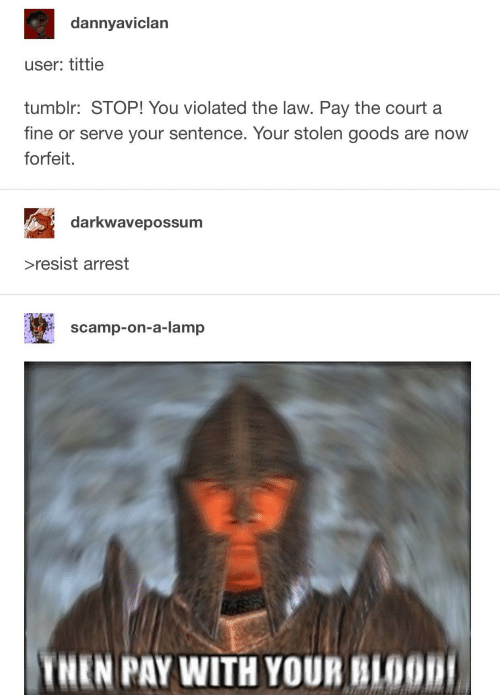 dannyaviclan
user: tittie
tumblr:  STOP! You violated the law. Pay the court a
fine or serve your sentence. Your stolen goods are now
forfeit.
darkwavepossum
>resist arrest
scamp-on-a-lamp
THEN PAY WITH YOUR BLOOD!